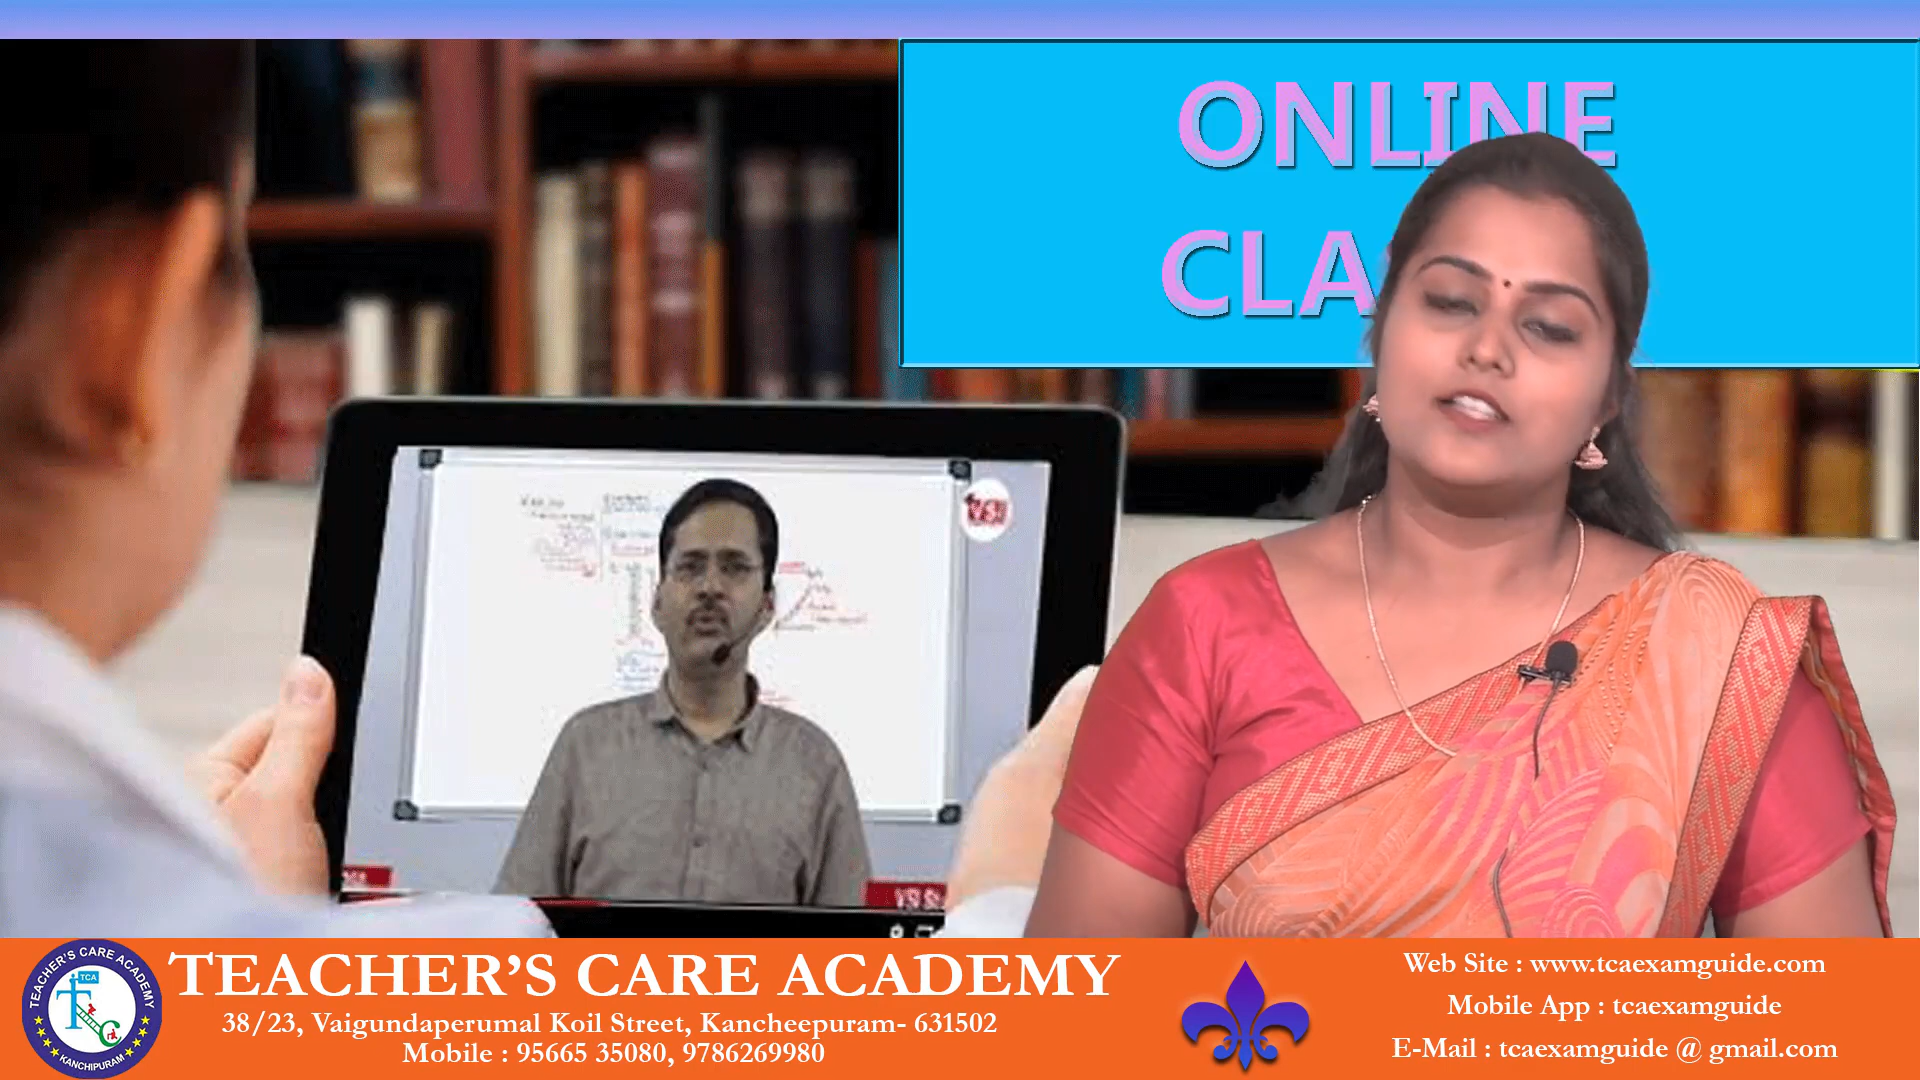 ONLINE
CLA
TEACHER'S CARE ACADEMY
TCA
KANCHIPURAM
TEACHER'S CARE ACADEMY
38/23, Vaigundaperumal Koil Street, Kancheepuram- 631502
Mobile : 95665 35080, 9786269980
Web Site : www.tcaexamguide.com
Mobile App : tcaexamguide
E-Mail : tcaexamguide @ gmail.com